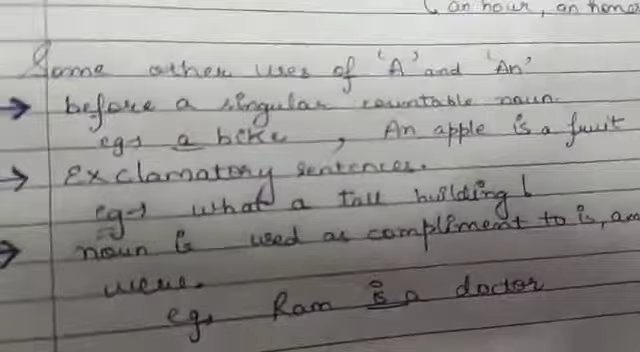 an hour, an hono
Some other uses of 'A' and 'An'
→ before a singular countable noun.
eg→ a bike, An apple is a fruit
→ Exclamatory sentences.
eg→ what a tall building !
→ noun is used as compliment to is, am
were.
eg, Ram is a doctor